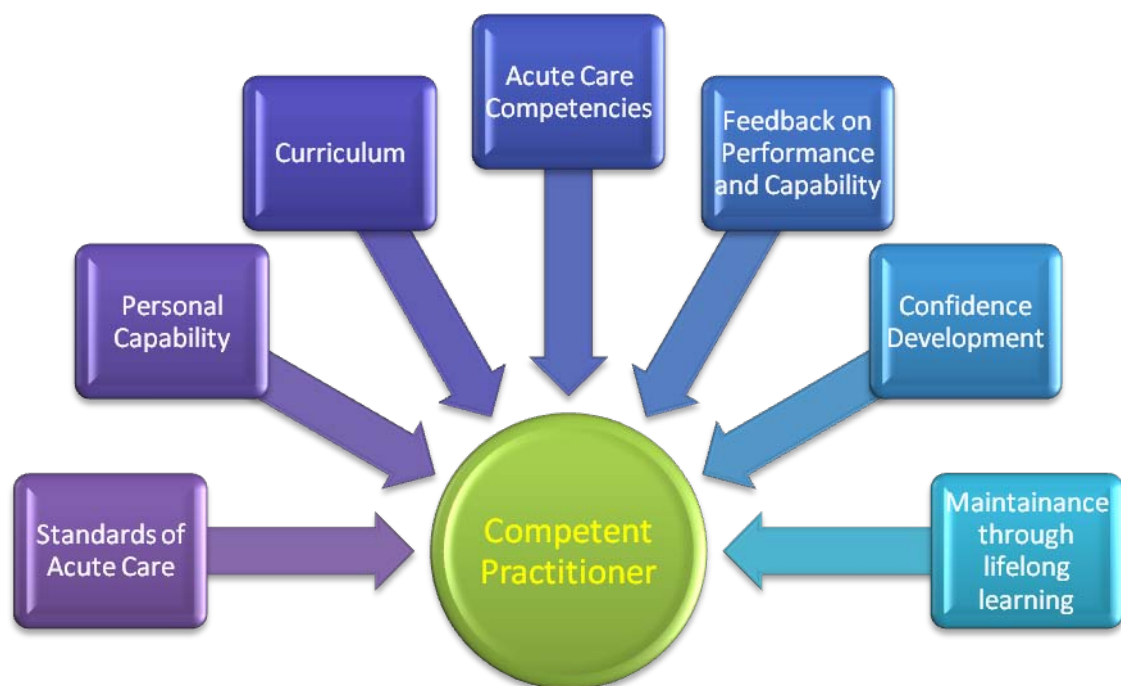 Standards of
Acute Care
Personal
Capability
Curriculum
Acute Care
Competencies
Feedback on
Performance
and Capability
Confidence
Development
Maintainance
through
lifelong
learning
Competent
Practitioner